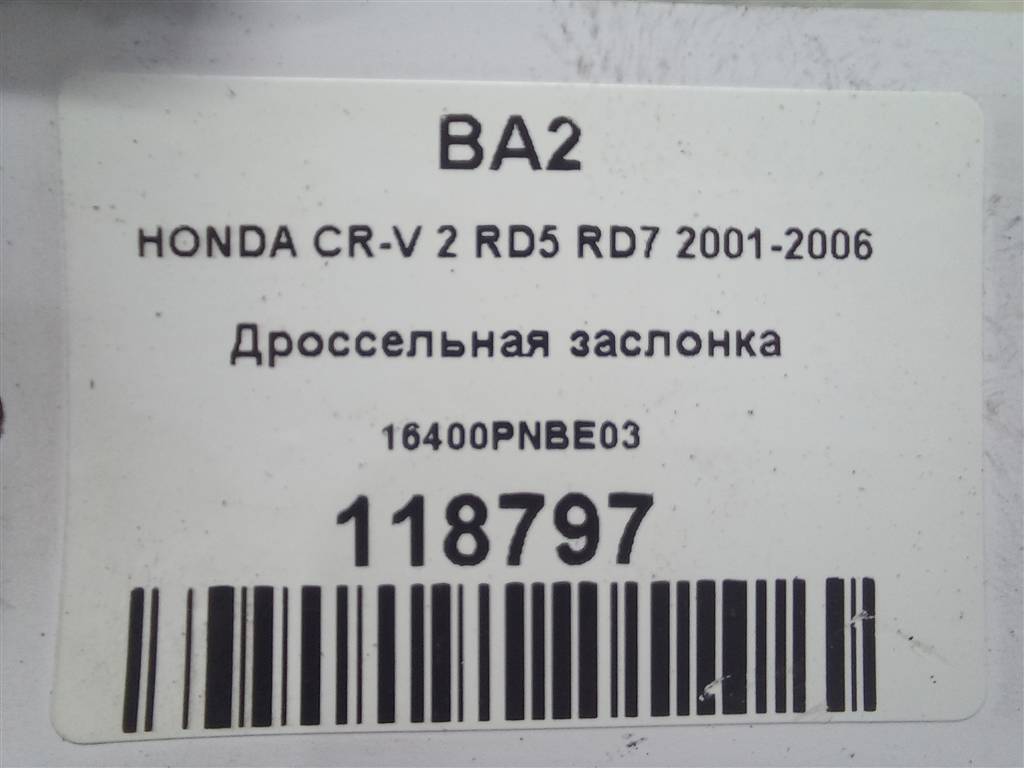 BA2
HONDA CR-V 2 RD5 RD7 2001-2006
Дроссельная заслонка
16400PNBE03
118797